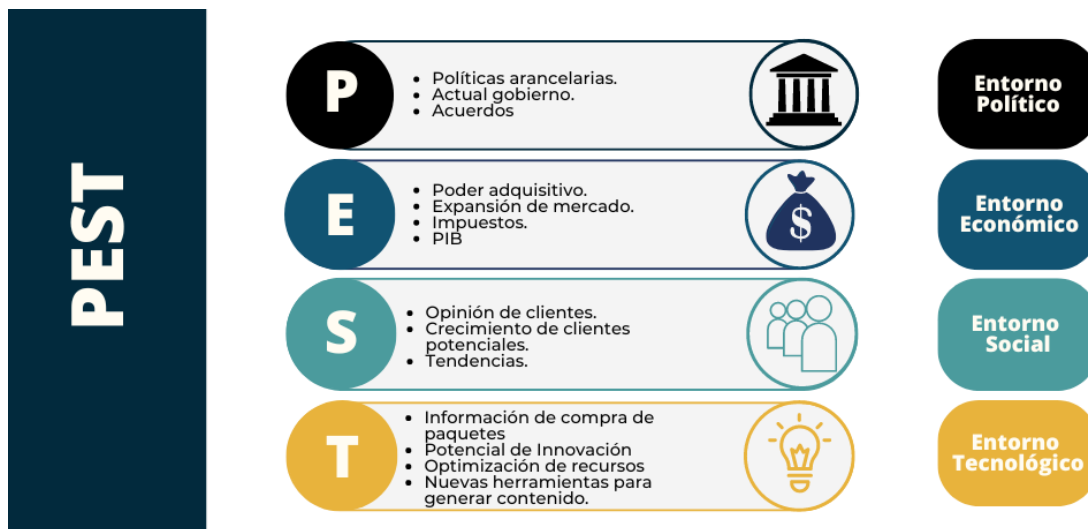 PEST
P
• Políticas arancelarias.
• Actual gobierno.
• Acuerdos
Entorno
Político
E
• Poder adquisitivo.
• Expansión de mercado.
• Impuestos.
• PIB
$
Entorno
Económico
S
• Opinión de clientes.
• Crecimiento de clientes
potenciales.
• Tendencias.
Entorno
Social
T
• Información de compra de
paquetes
• Potencial de Innovación
• Optimización de recursos
• Nuevas herramientas para
generar contenido.
Entorno
Tecnológico